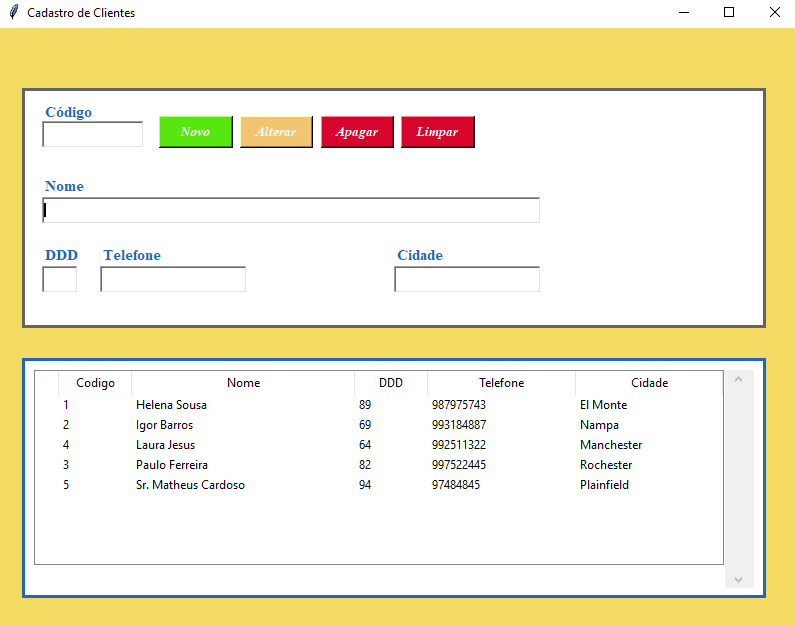 Cadastro de Clientes
Código
Novo Alterar Apagar Limpar
Nome
DDD Telefone Cidade
Codigo Nome DDD Telefone Cidade
1 Helena Sousa 89 987975743 El Monte
2 Igor Barros 69 993184887 Nampa
4 Laura Jesus 64 992511322 Manchester
3 Paulo Ferreira 82 997522445 Rochester
5 Sr. Matheus Cardoso 94 97484845 Plainfield